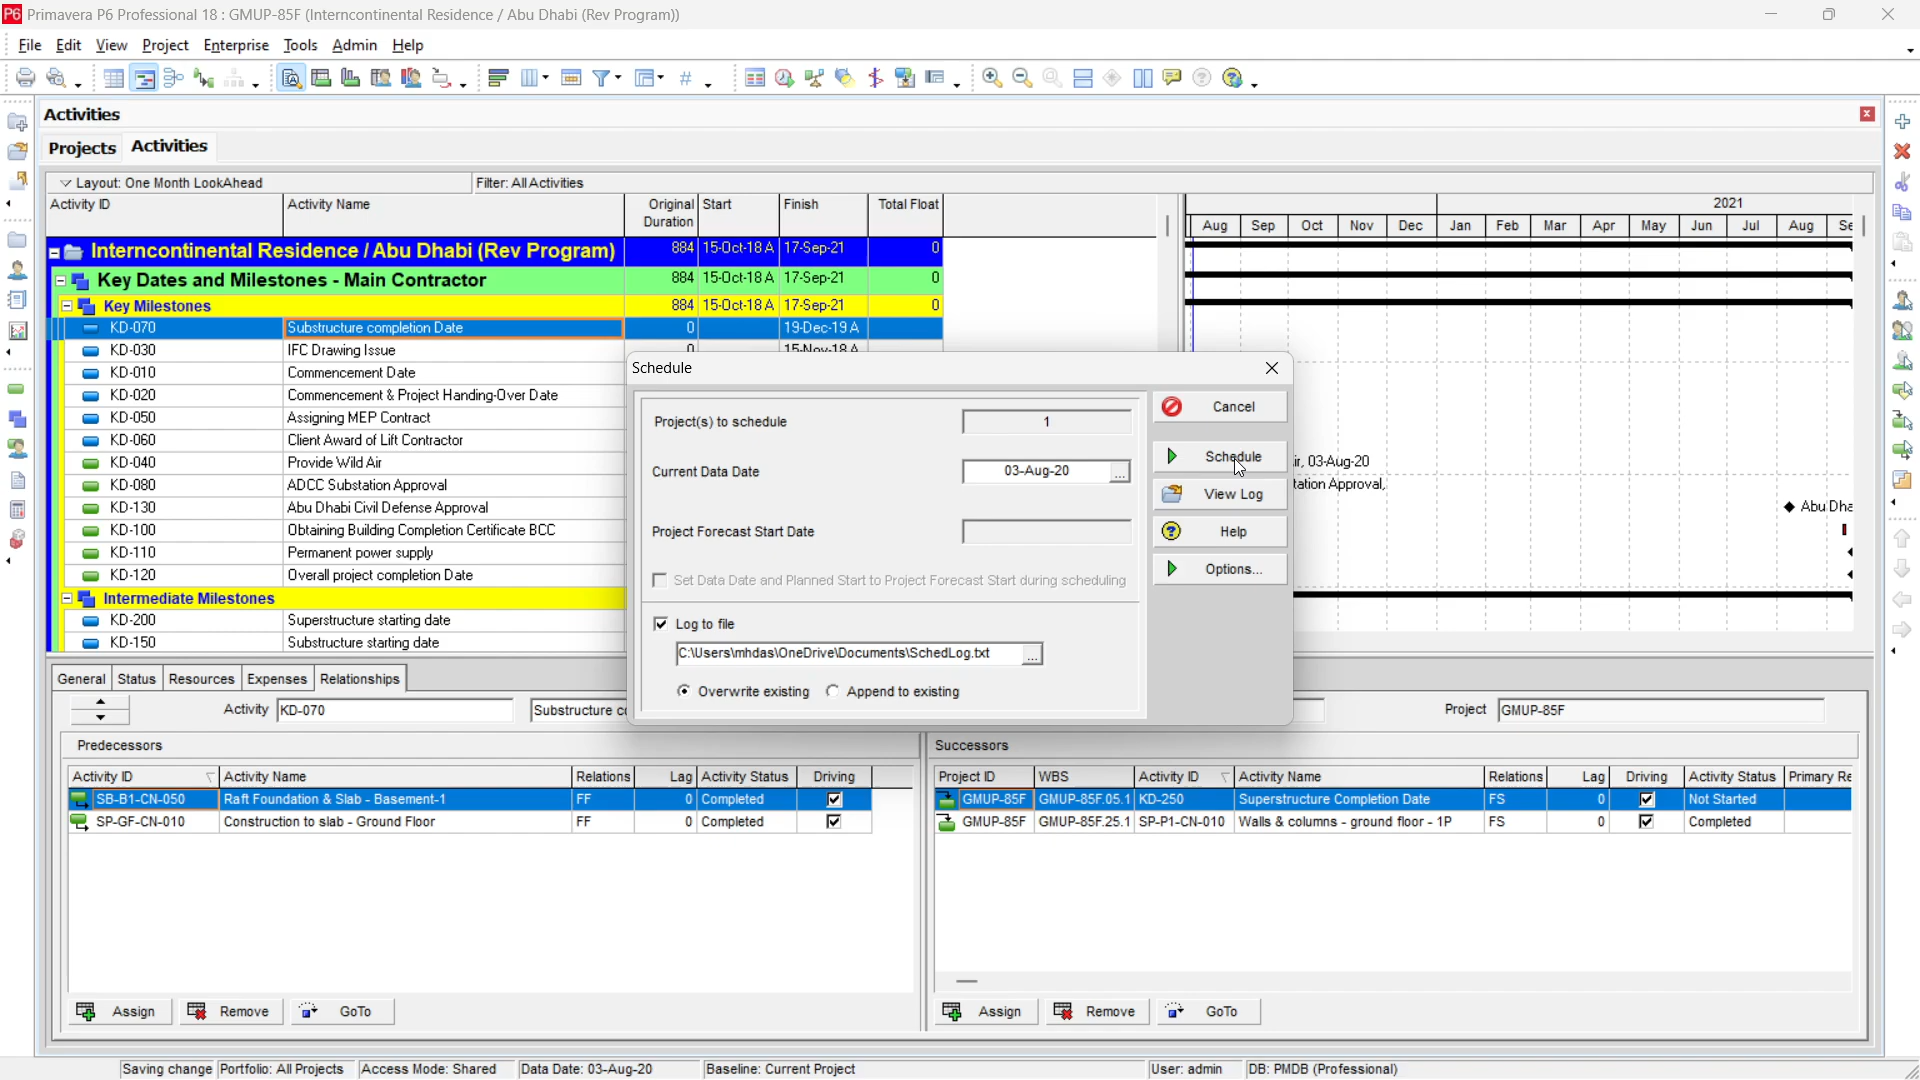 P6 Primavera P6 Professional 18 : GMUP-85F (Interncontinental Residence / Abu Dhabi (Rev Program))
File Edit View Project Enterprise Tools Admin Help
Activities
Projects Activities
Layout: One Month LookAhead Filter: All Activities
Activity ID Activity Name Original Duration Start Finish Total Float
2021
Aug Sep Oct Nov Dec Jan Feb Mar Apr May Jun Jul Aug Se
Interncontinental Residence / Abu Dhabi (Rev Program) 884 15-Oct-18 A 17-Sep-21 0
Key Dates and Milestones - Main Contractor 884 15-Oct-18 A 17-Sep-21 0
Key Milestones 884 15-Oct-18 A 17-Sep-21 0
KD-070 Substructure completion Date 0 19-Dec-19 A
KD-030 IFC Drawing Issue 0 15-Nov-18 A
KD-010 Commencement Date
KD-020 Commencement & Project Handing-Over Date
KD-050 Assigning MEP Contract
KD-060 Client Award of Lift Contractor
KD-040 Provide Wild Air
KD-080 ADCC Substation Approval
KD-130 Abu Dhabi Civil Defense Approval
KD-100 Obtaining Building Completion Certificate BCC
KD-110 Permanent power supply
KD-120 Overall project completion Date
Intermediate Milestones
KD-200 Superstructure starting date
KD-150 Substructure starting date
ir, 03-Aug-20
tation Approval,
Abu Dha
Schedule
Project(s) to schedule 1
Current Data Date 03-Aug-20 ...
Project Forecast Start Date
Set Data Date and Planned Start to Project Forecast Start during scheduling
Log to file
C:\Users\mhdas\OneDrive\Documents\SchedLog.txt ...
Overwrite existing Append to existing
Cancel
Schedule
View Log
Help
Options...
General Status Resources Expenses Relationships
Activity KD-070 Substructure co Project GMUP-85F
Predecessors
Activity ID Activity Name Relations Lag Activity Status Driving
SB-B1-CN-050 Raft Foundation & Slab - Basement-1 FF 0 Completed
SP-GF-CN-010 Construction to slab - Ground Floor FF 0 Completed
Assign Remove GoTo
Successors
Project ID WBS Activity ID Activity Name Relations Lag Driving Activity Status Primary Re
GMUP-85F GMUP-85F.05.1 KD-250 Superstructure Completion Date FS 0 Not Started
GMUP-85F GMUP-85F.25.1 SP-P1-CN-010 Walls & columns - ground floor - 1P FS 0 Completed
Assign Remove GoTo
Saving change Portfolio: All Projects Access Mode: Shared Data Date: 03-Aug-20 Baseline: Current Project User: admin DB: PMDB (Professional)